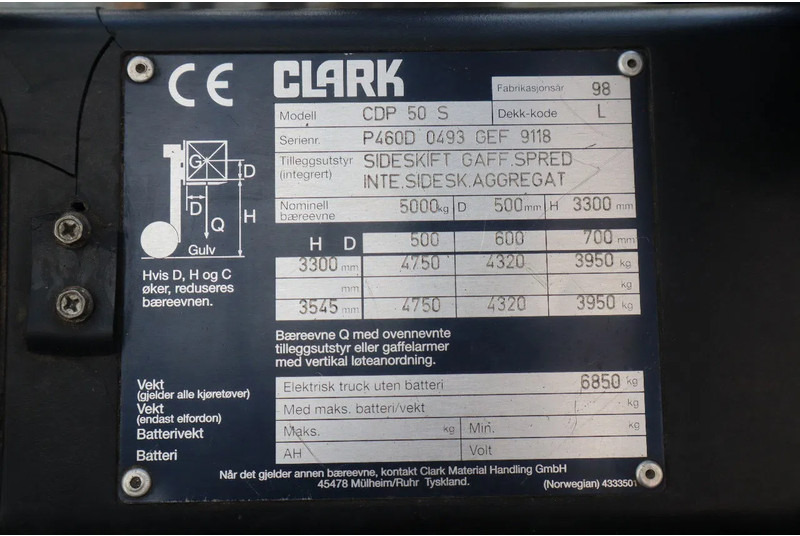 CE CLARK
Fabrikasjonsår 98
Modell CDP 50 S Dekk-kode L
Serienr. P460D 0493 GEF 9118
Tilleggsutstyr SIDESKIFT GAFF.SPRED
(integrert) INTE.SIDESK.AGGREGAT
Nominell
bæreevne 5000 kg D 500 mm H 3300 mm
H D 500 600 700 mm
3300 mm 4750 4320 3950 kg
mm kg
3545 mm 4750 4320 3950 kg
G
D
D
H
Q
Gulv
Hvis D, H og C
øker, reduseres
bæreevnen.
Bæreevne Q med ovennevnte
tilleggsutstyr eller gaffelarmer
med vertikal løteanordning.
Vekt
(gjelder alle kjøretøver) Elektrisk truck uten batteri 6850 kg
Vekt
(endast elfordon) Med maks. batteri/vekt kg
Batterivekt Maks. kg Min. kg
Batteri AH Volt
Når det gjelder annen bæreevne, kontakt Clark Material Handling GmbH
45478 Mülheim/Ruhr Tyskland. (Norwegian) 4333501